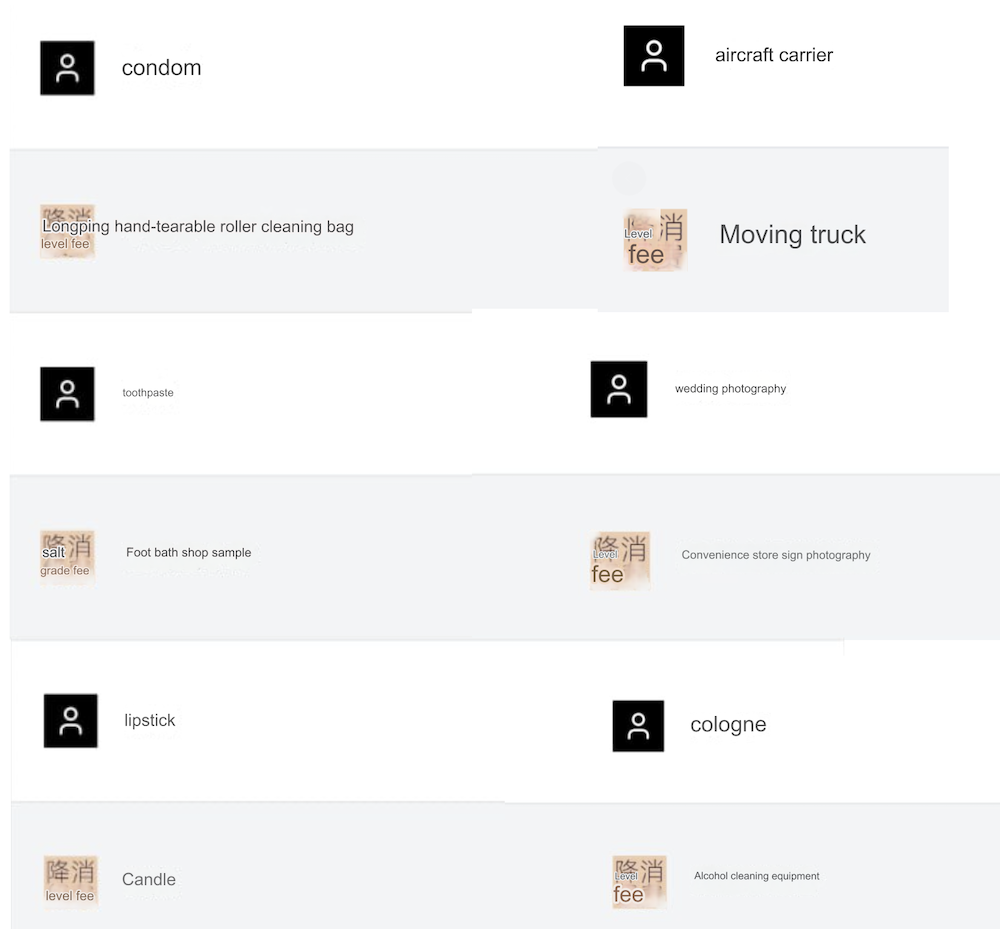 condom
aircraft carrier
降消
Longping hand-tearable roller cleaning bag
level fee
消
Level
fee
Moving truck
toothpaste
wedding photography
降消
salt
grade fee
Foot bath shop sample
降消
Level
fee
Convenience store sign photography
lipstick
cologne
降消
level fee
Candle
降消
Level
fee
Alcohol cleaning equipment